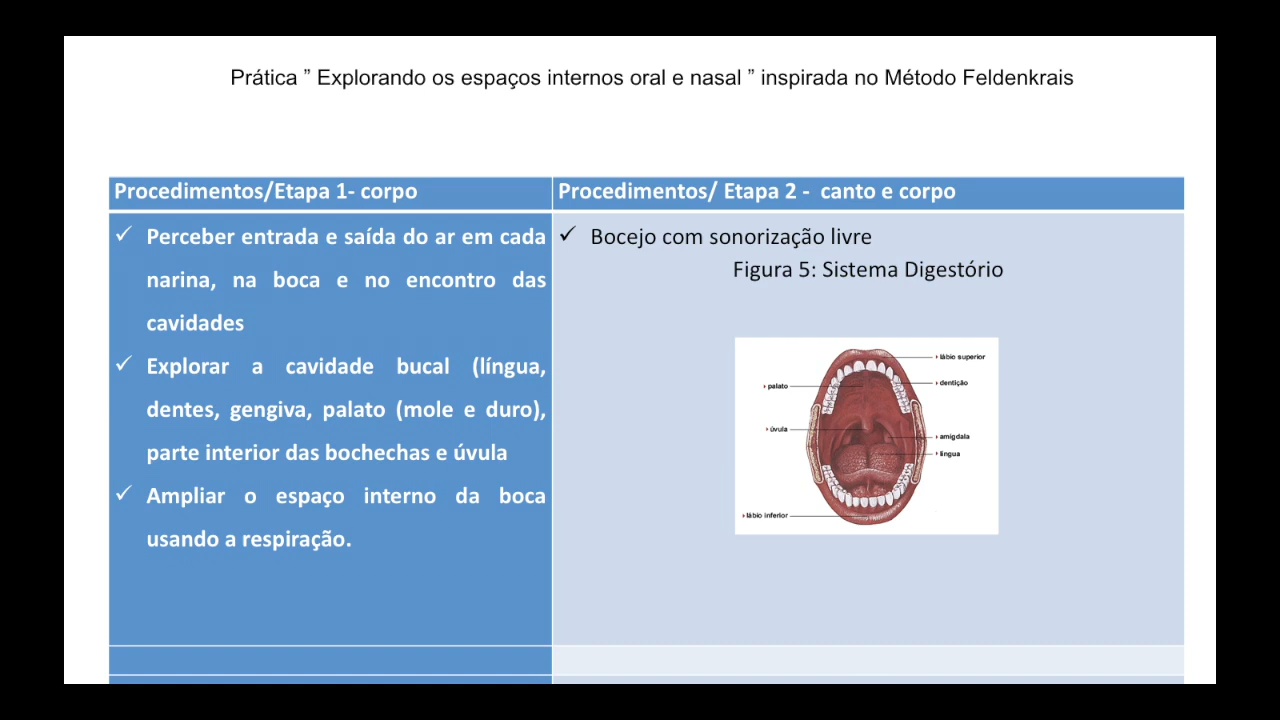 Prática ” Explorando os espaços internos oral e nasal ” inspirada no Método Feldenkrais
Procedimentos/Etapa 1- corpo
✓ Perceber entrada e saída do ar em cada
narina, na boca e no encontro das
cavidades
✓ Explorar a cavidade bucal (língua,
dentes, gengiva, palato (mole e duro),
parte interior das bochechas e úvula
✓ Ampliar o espaço interno da boca
usando a respiração.
Procedimentos/ Etapa 2 - canto e corpo
✓ Bocejo com sonorização livre
Figura 5: Sistema Digestório
lábio superior
palato
dentição
úvula
amígdala
língua
lábio inferior